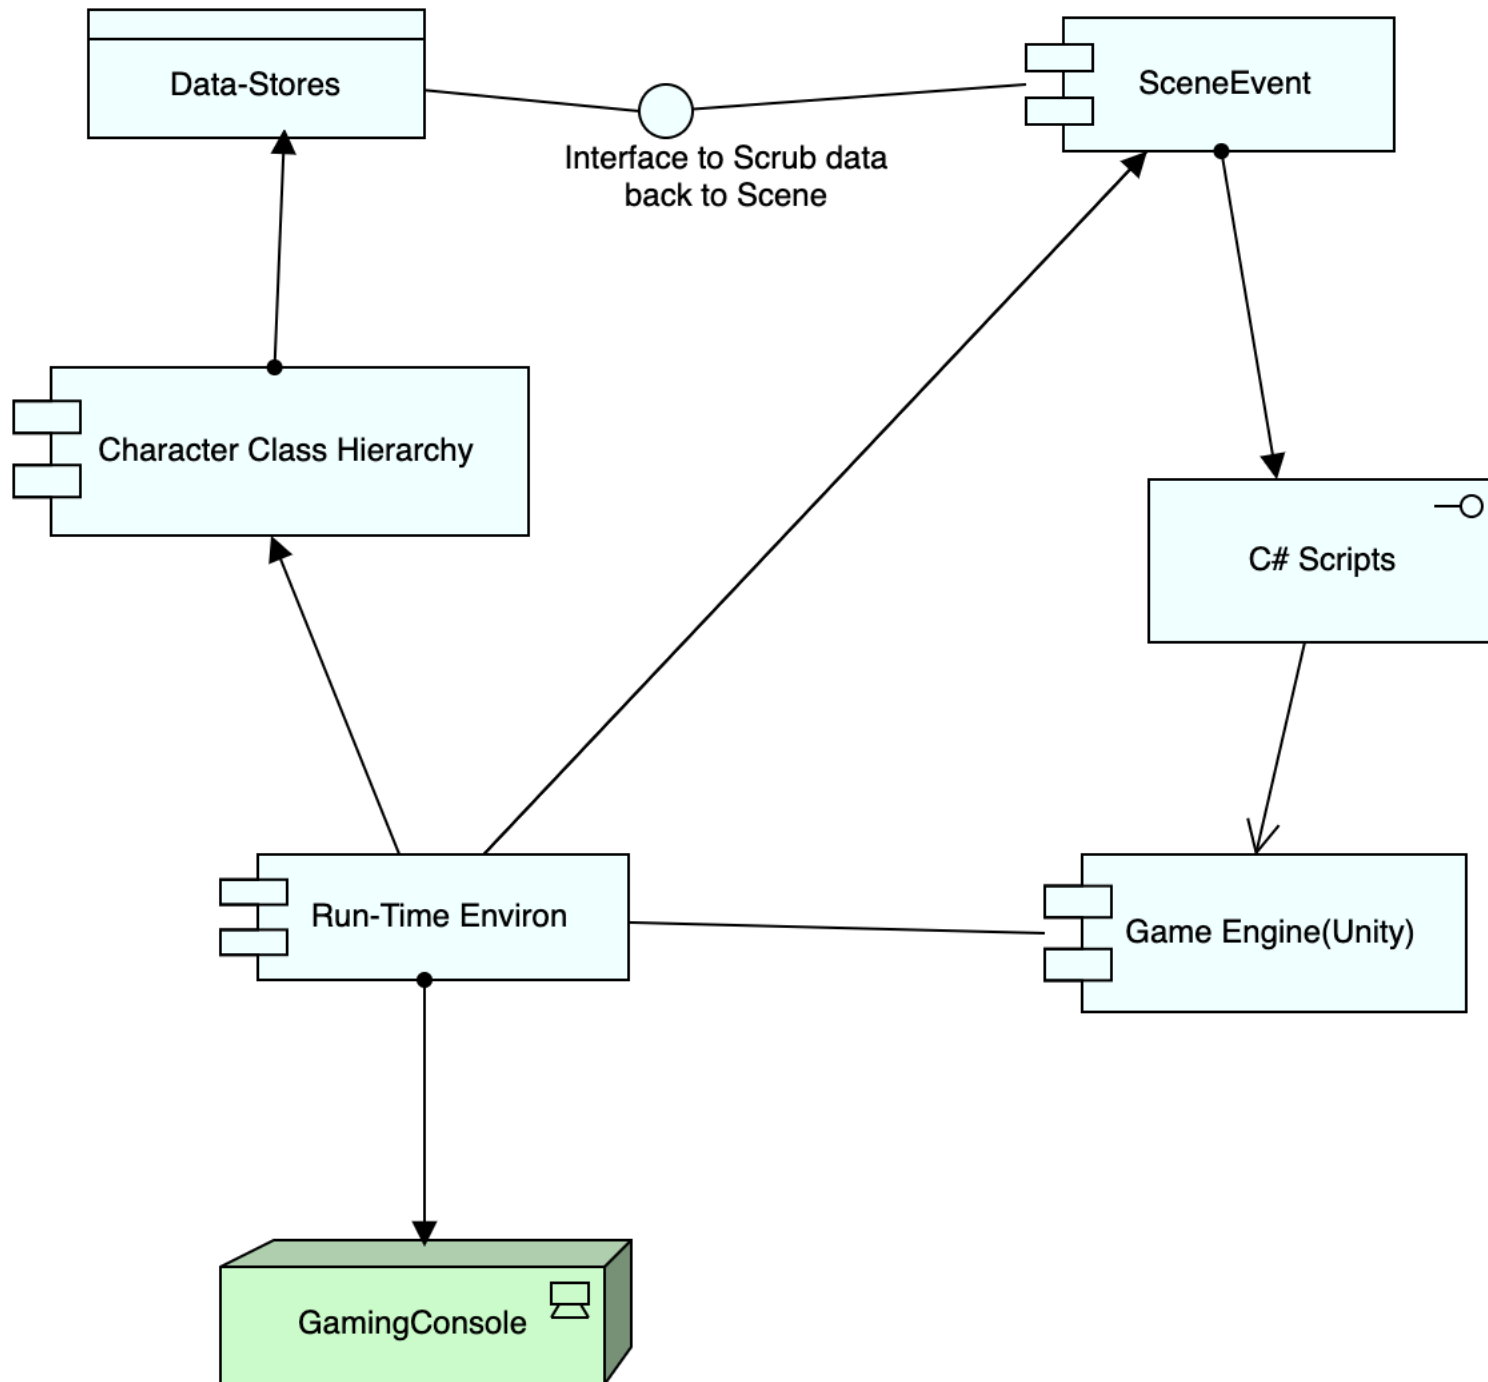 Data-Stores
SceneEvent
Interface to Scrub data
back to Scene
Character Class Hierarchy
C# Scripts
Run-Time Environ
Game Engine(Unity)
GamingConsole